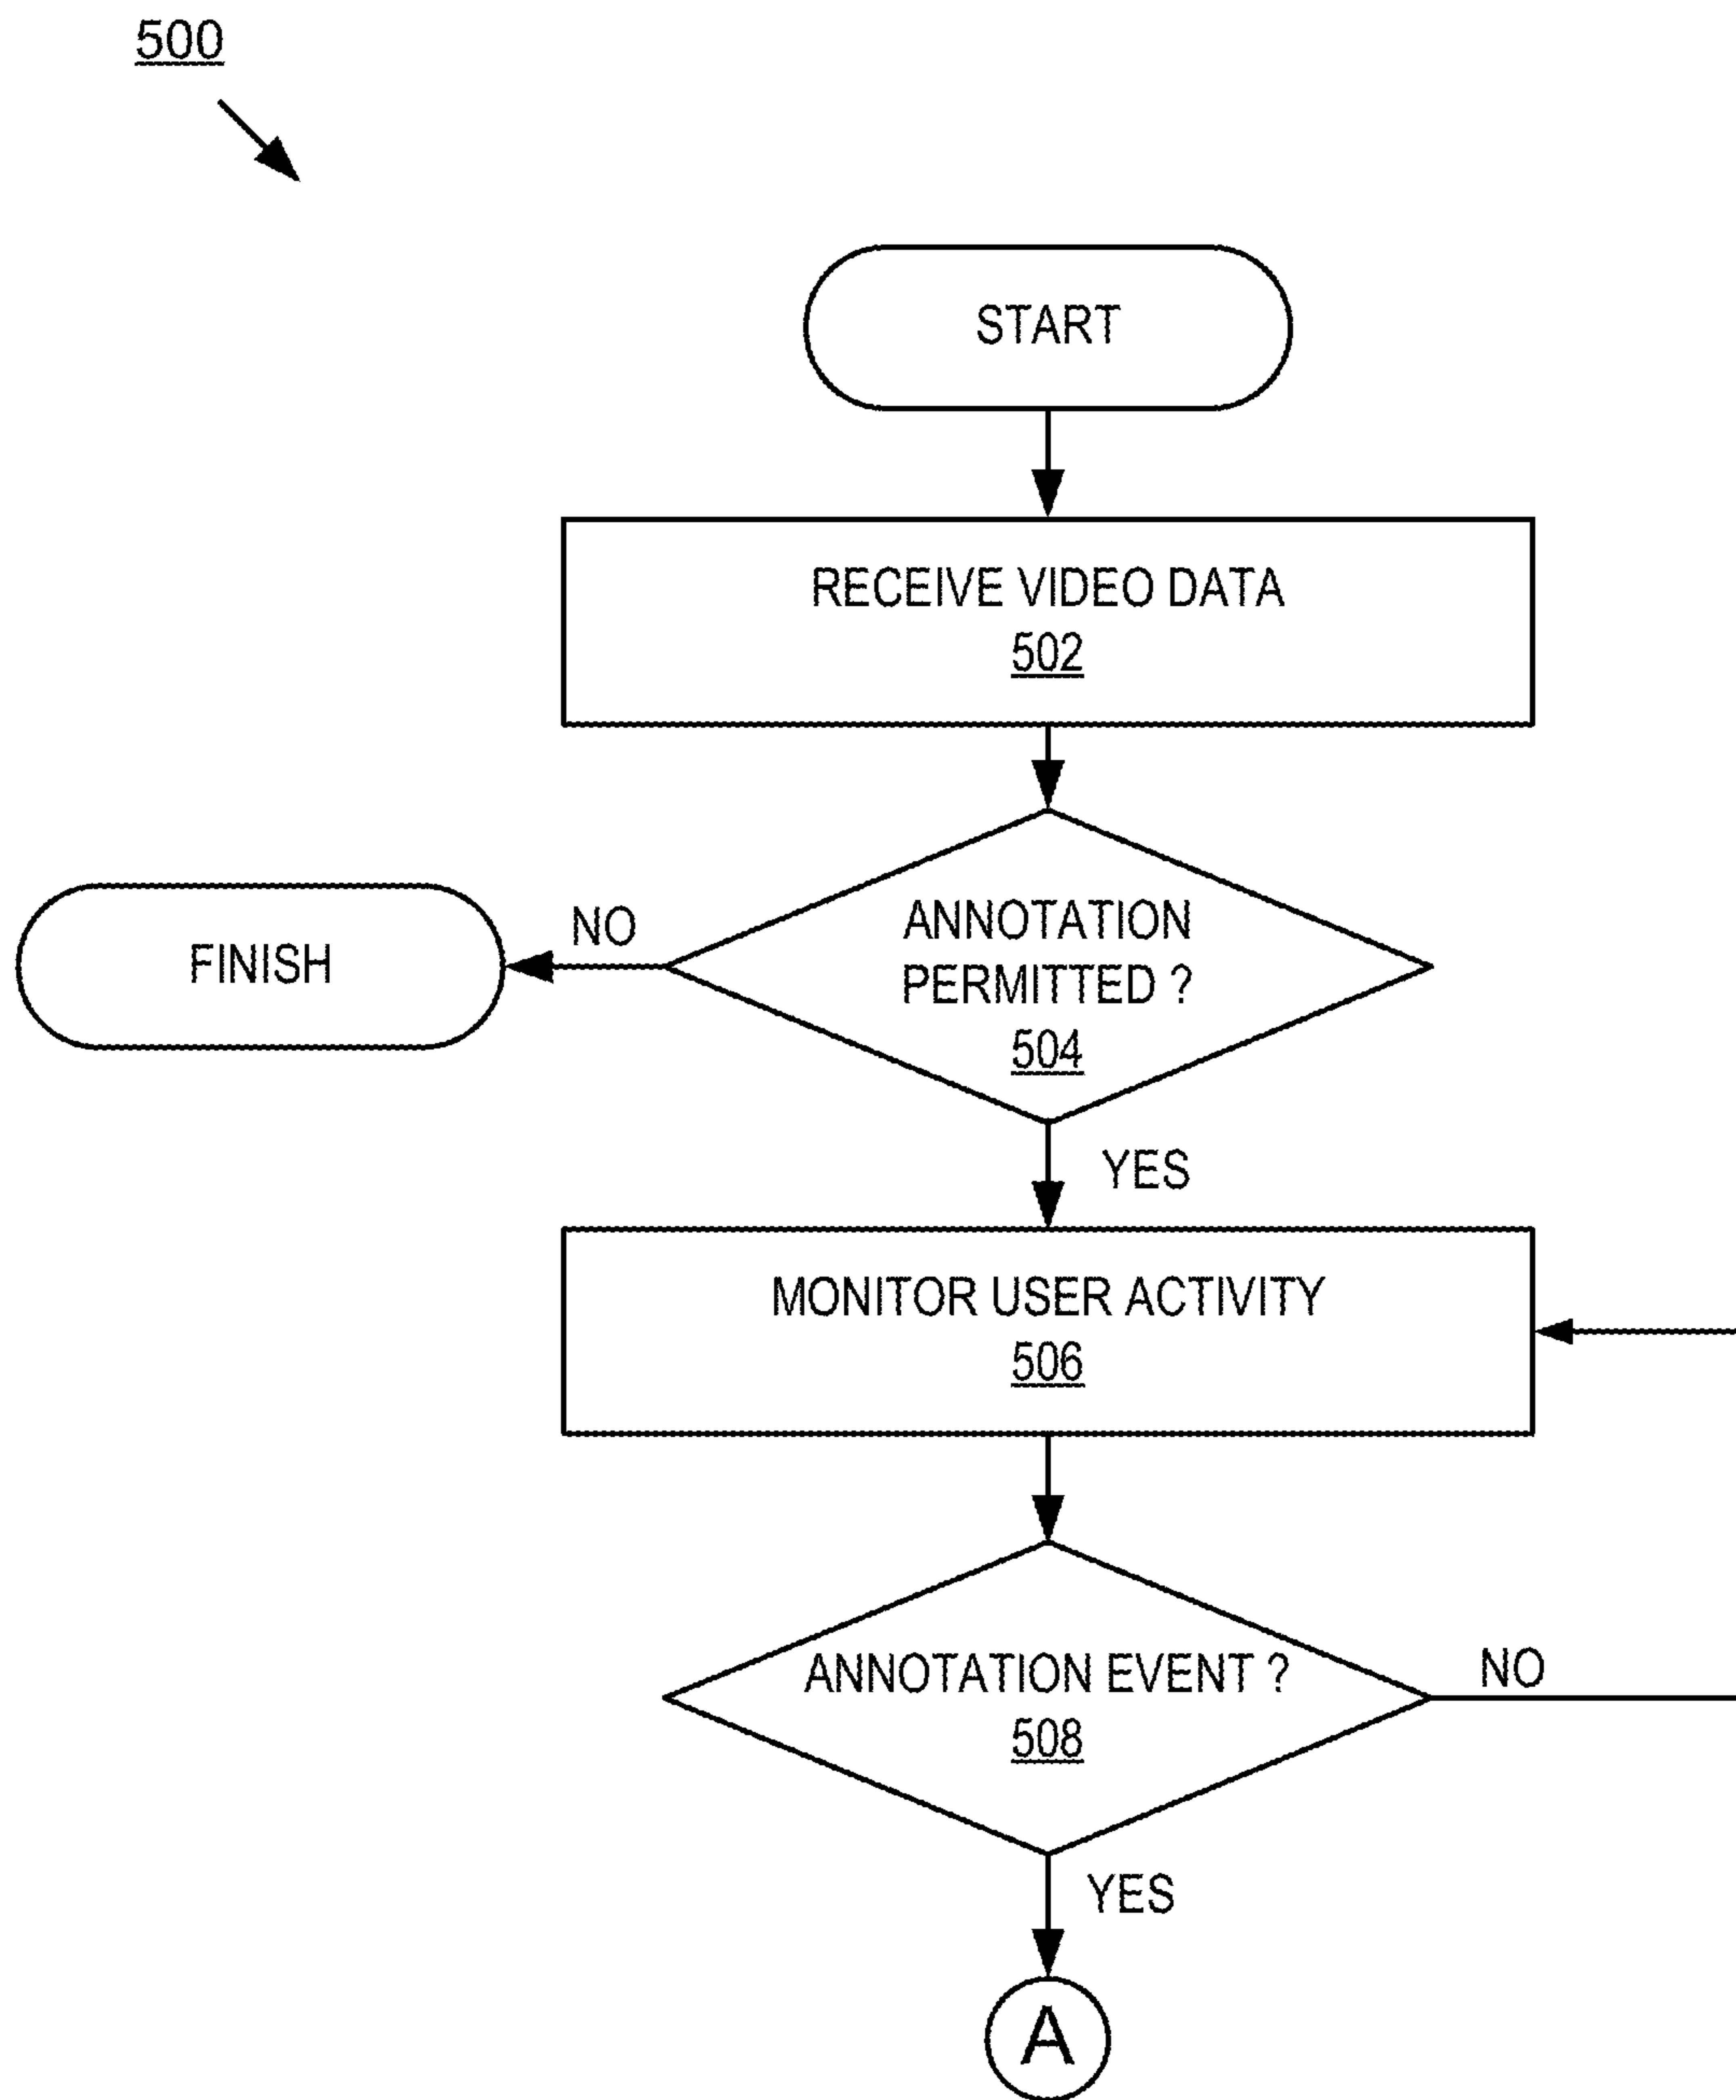 500
START
RECEIVE VIDEO DATA
502
ANNOTATION
PERMITTED ?
504
NO
FINISH
YES
MONITOR USER ACTIVITY
506
ANNOTATION EVENT ?
508
NO
YES
A